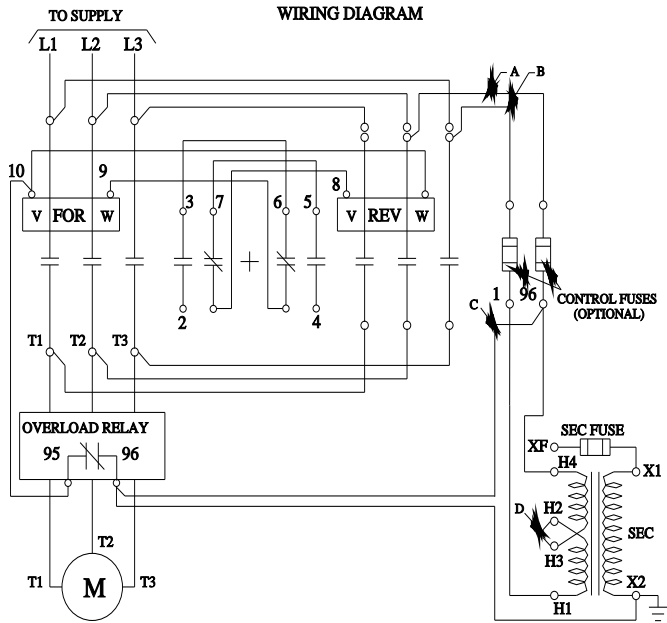 WIRING DIAGRAM
TO SUPPLY
L1 L2 L3
A B
10 9 8
3 7 6 5
V FOR W
V REV W
1 96
CONTROL FUSES
(OPTIONAL)
C
2 4
T1 T2 T3
OVERLOAD RELAY
95 96
SEC FUSE
XF
H4 X1
D H2
SEC
H3
T2
T1 M T3
X2
H1